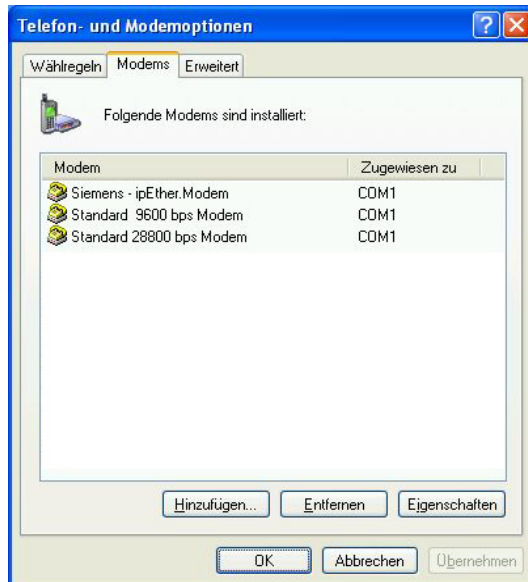 Telefon- und Modemoptionen
Wählregeln Modems Erweitert
Folgende Modems sind installiert:
Modem Zugewiesen zu
Siemens - ipEther.Modem COM1
Standard 9600 bps Modem COM1
Standard 28800 bps Modem COM1
Hinzufügen... Entfernen Eigenschaften
OK Abbrechen Übernehmen